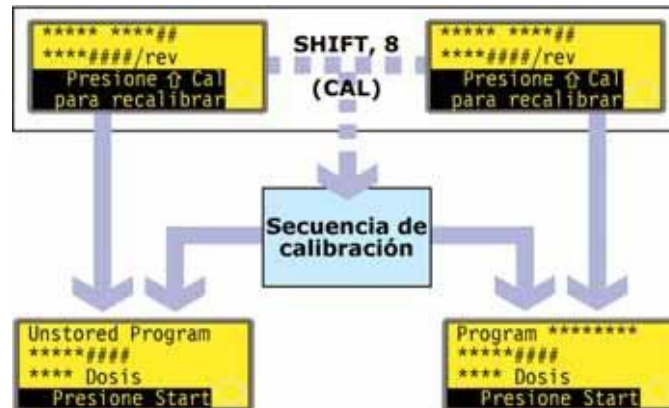 ***** ****##
****####/rev
Presione ⇧ Cal
para recalibrar
SHIFT, 8
(CAL)
***** ****##
****####/rev
Presione ⇧ Cal
para recalibrar
Secuencia de
calibración
Unstored Program
*****####
**** Dosis
Presione Start
Program ********
*****####
**** Dosis
Presione Start